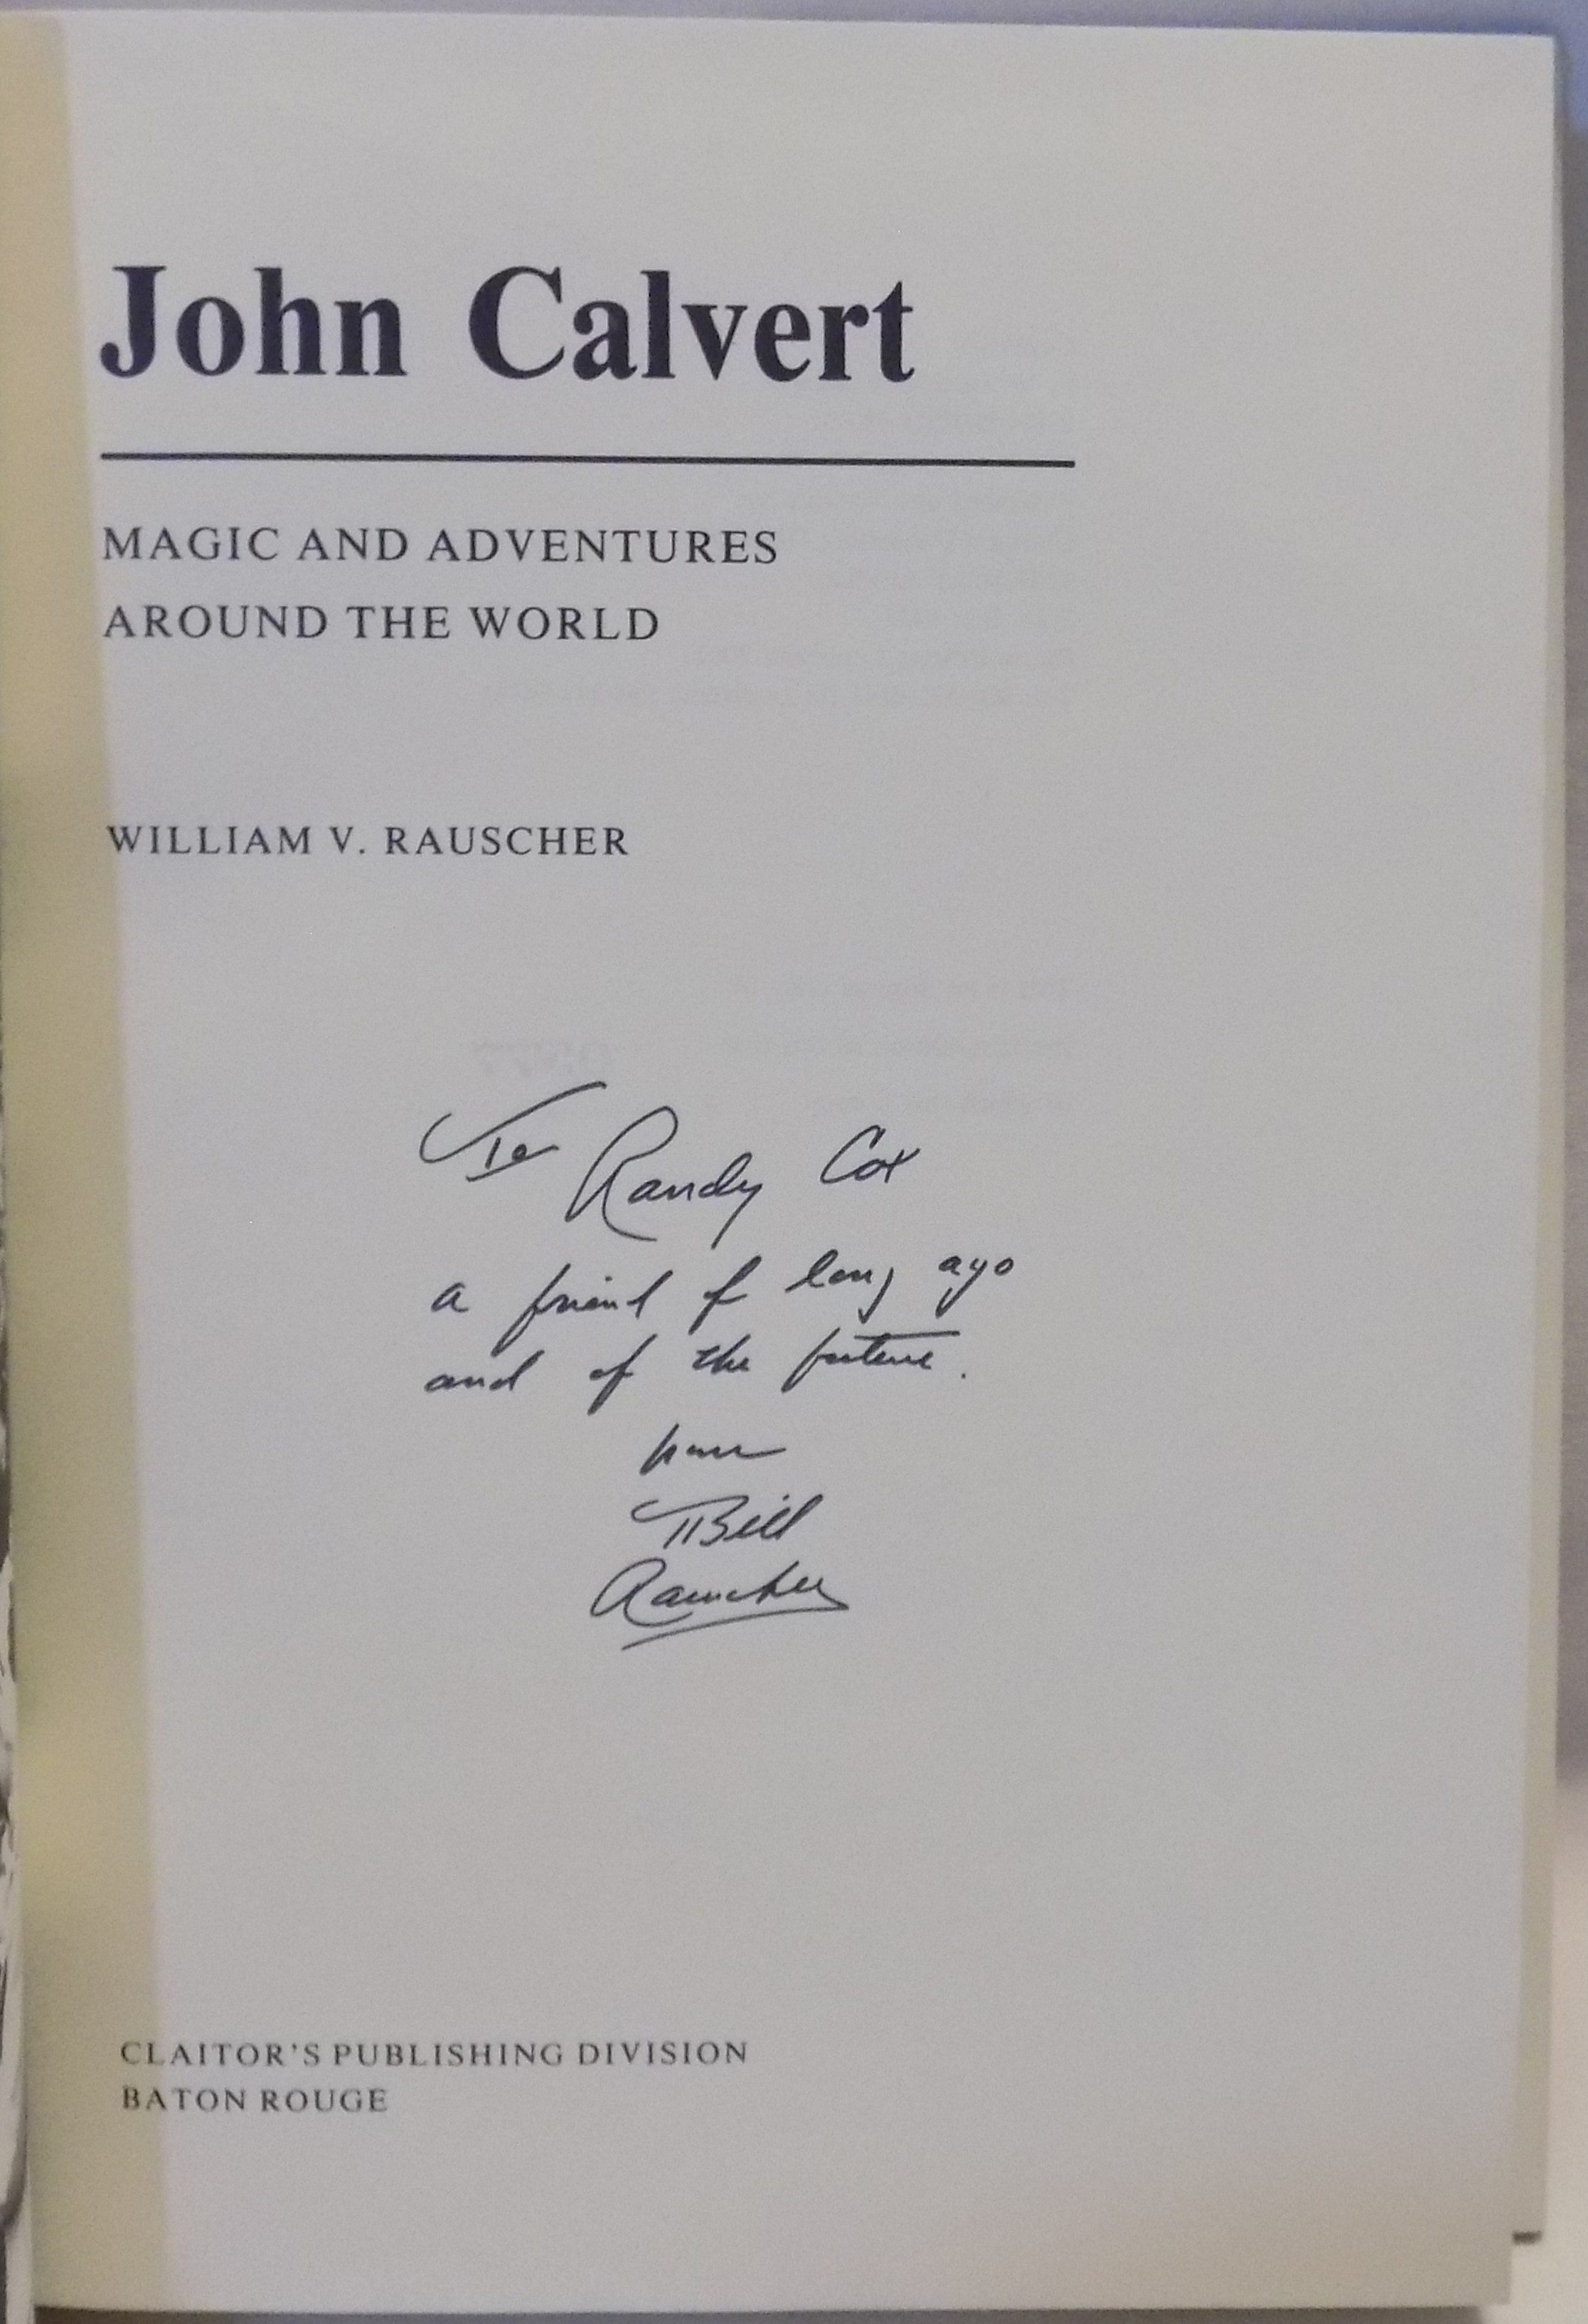 John Calvert
MAGIC AND ADVENTURES
AROUND THE WORLD
WILLIAM V. RAUSCHER
To Randy Cox
a friend of long ago
and of the future.
Bill
Rauscher
CLAITOR'S PUBLISHING DIVISION
BATON ROUGE